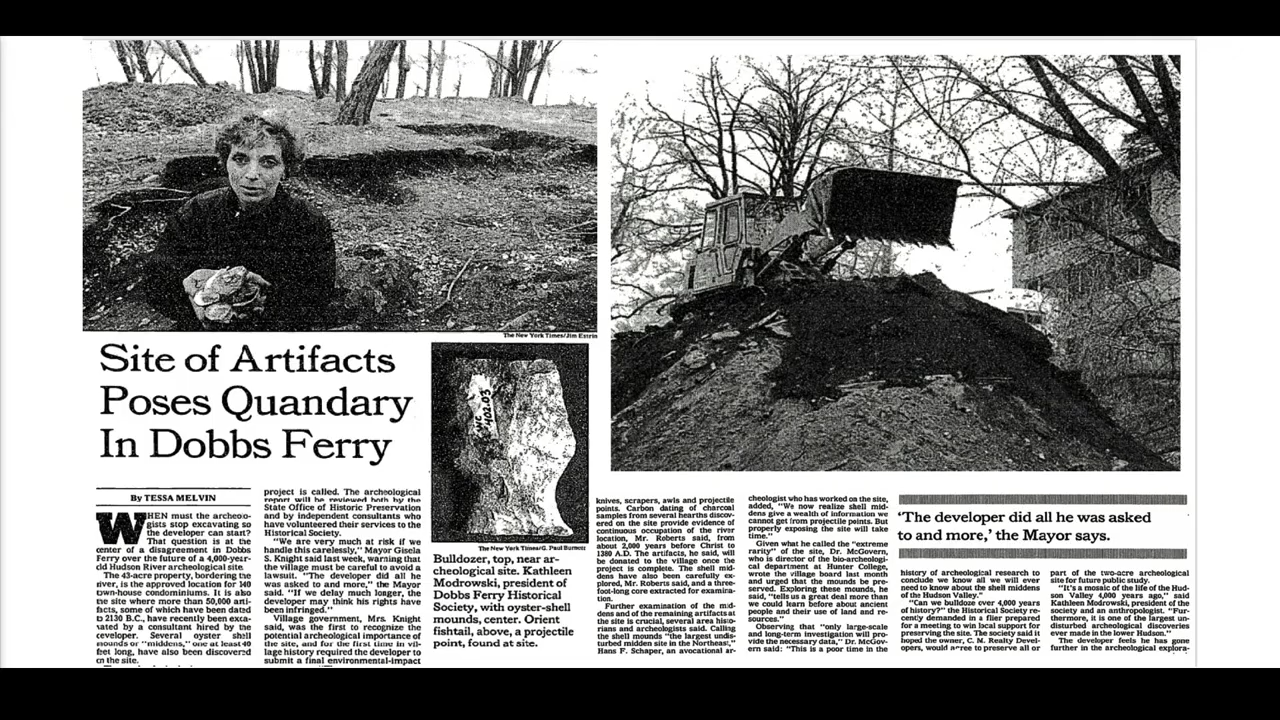 The New York Times/Jim Estrin
Site of Artifacts
Poses Quandary
In Dobbs Ferry
By TESSA MELVIN
WHEN must the archeolo-
gists stop excavating so
the developer can start?
That question is at the
center of a disagreement in Dobbs
Ferry over the future of a 4,000-year-
old Hudson River archeological site.
The 43-acre property, bordering the
river, is the approved location for 140
town-house condominiums. It is also
the site where more than 50,000 arti-
facts, some of which have been dated
to 2130 B.C., have recently been exca-
vated by a consultant hired by the
developer. Several oyster shell
mounds or "middens," one at least 40
feet long, have also been discovered
on the site.
project is called. The archeological
report will be reviewed both by the
State Office of Historic Preservation
and by independent consultants who
have volunteered their services to the
Historical Society.
"We are very much at risk if we
handle this carelessly," Mayor Gisela
S. Knight said last week, warning that
the village must be careful to avoid a
lawsuit. "The developer did all he
was asked to and more," the Mayor
said. "If we delay much longer, the
developer may think his rights have
been infringed."
Village government, Mrs. Knight
said, was the first to recognize the
potential archeological importance of
the site, and for the first time in vil-
lage history required the developer to
submit a final environmental-impact
The New York Times/G. Paul Burnett
Bulldozer, top, near ar-
cheological site. Kathleen
Modrowski, president of
Dobbs Ferry Historical
Society, with oyster-shell
mounds, center. Orient
fishtail, above, a projectile
point, found at site.
knives, scrapers, awls and projectile
points. Carbon dating of charcoal
samples from several hearths discov-
ered on the site provide evidence of
continuous occupation of the river
location, Mr. Roberts said, from
about 2,000 years before Christ to
1380 A.D. The artifacts, he said, will
be donated to the village once the
project is complete. The shell mid-
dens have also been carefully ex-
plored, Mr. Roberts said, and a three-
foot-long core extracted for examina-
tion.
Further examination of the mid-
dens and of the remaining artifacts at
the site is crucial, several area histo-
rians and archeologists said. Calling
the shell mounds "the largest undis-
turbed midden site in the Northeast,"
Hans F. Schaper, an avocational ar-
cheologist who has worked on the site,
added, "We now realize shell mid-
dens give a wealth of information we
cannot get from projectile points. But
properly exposing the site will take
time."
Given what he called the "extreme
rarity" of the site, Dr. McGovern,
who is director of the bio-archeologi-
cal department at Hunter College,
wrote the village board last month
and urged that the mounds be pre-
served. Exploring these mounds, he
said, "tells us a great deal more than
we could learn before about ancient
people and their use of land and re-
sources."
Observing that "only large-scale
and long-term investigation will pro-
vide the necessary data," Dr. McGov-
ern said: "This is a poor time in the
'The developer did all he was asked
to and more,' the Mayor says.
history of archeological research to
conclude we know all we will ever
need to know about the shell middens
of the Hudson Valley."
"Can we bulldoze over 4,000 years
of history?" the Historical Society re-
cently demanded in a flier prepared
for a meeting to win local support for
preserving the site. The society said it
hoped the owner, C. N. Realty Devel-
opers, would agree to preserve all or
part of the two-acre archeological
site for future public study.
"It's a mosaic of the life of the Hud-
son Valley 4,000 years ago," said
Kathleen Modrowski, president of the
society and an anthropologist. "Fur-
thermore, it is one of the largest un-
disturbed archeological discoveries
ever made in the lower Hudson."
The developer feels he has gone
further in the archeological explora-